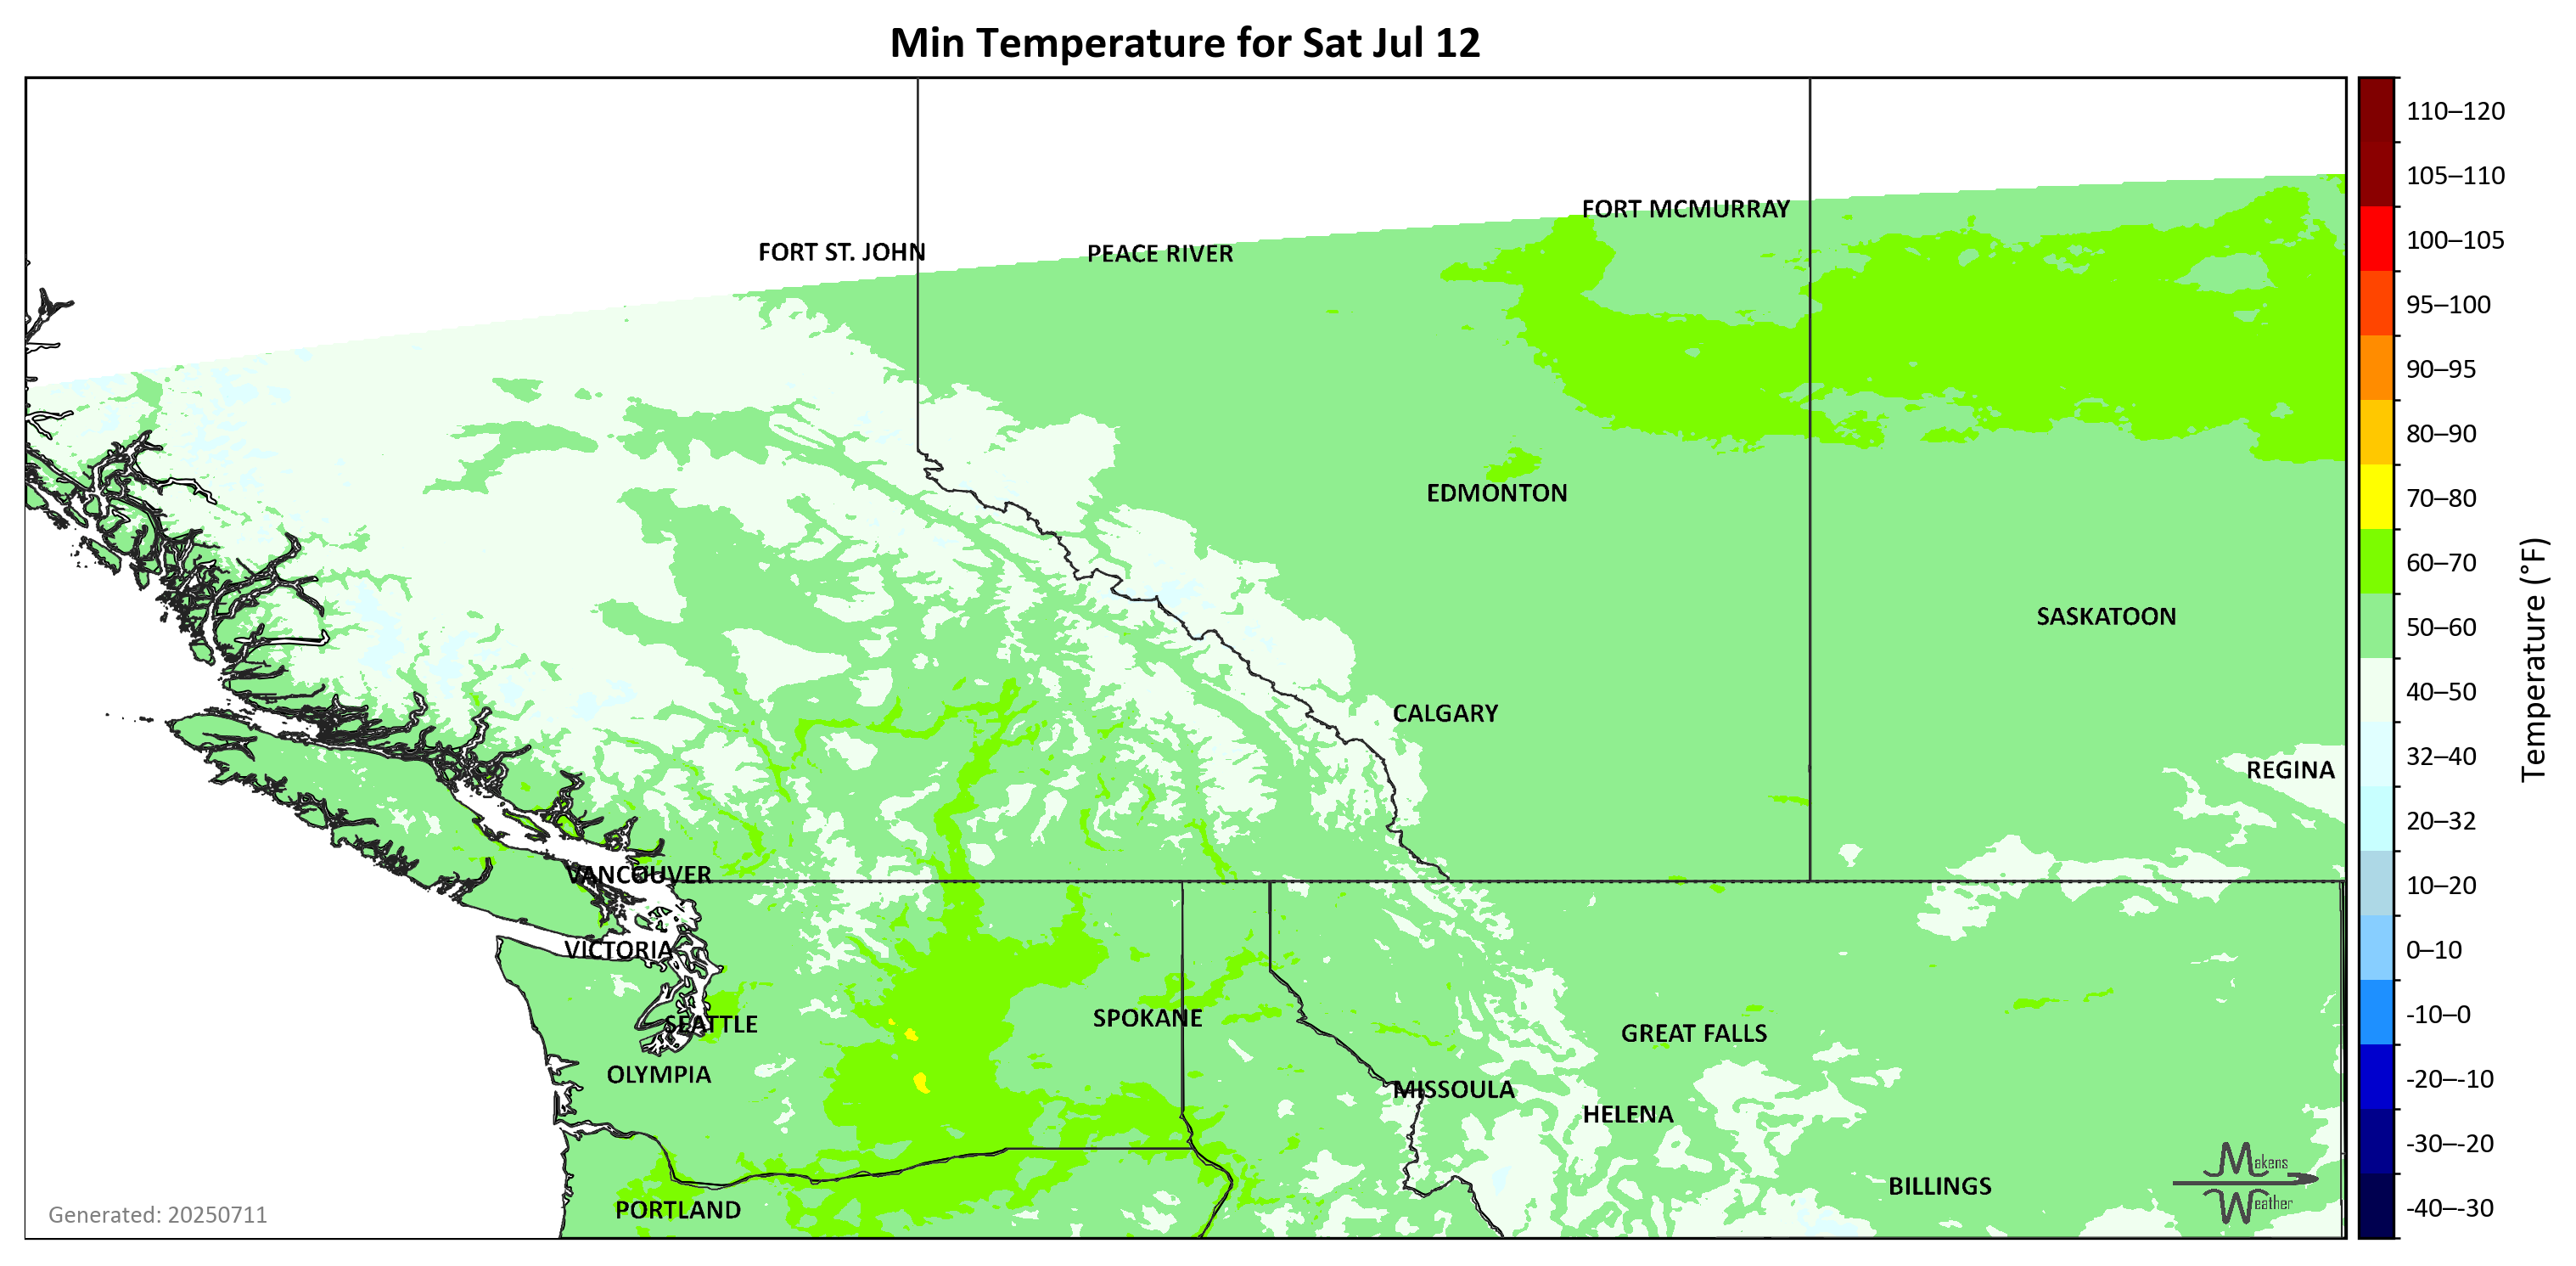 Min Temperature for Sat Jul 12
110–120
105–110
FORT MCMURRAY
100–105
FORT ST. JOHN
PEACE RIVER
95–100
90–95
80–90
EDMONTON
70–80
60–70
SASKATOON
50–60
Temperature (°F)
40–50
CALGARY
32–40
REGINA
20–32
VANCOUVER
10–20
VICTORIA
0–10
SPOKANE
SEATTLE
GREAT FALLS
-10–0
OLYMPIA
MISSOULA
-20–-10
HELENA
-30–-20
Makens
Weather
BILLINGS
PORTLAND
-40–-30
Generated: 20250711